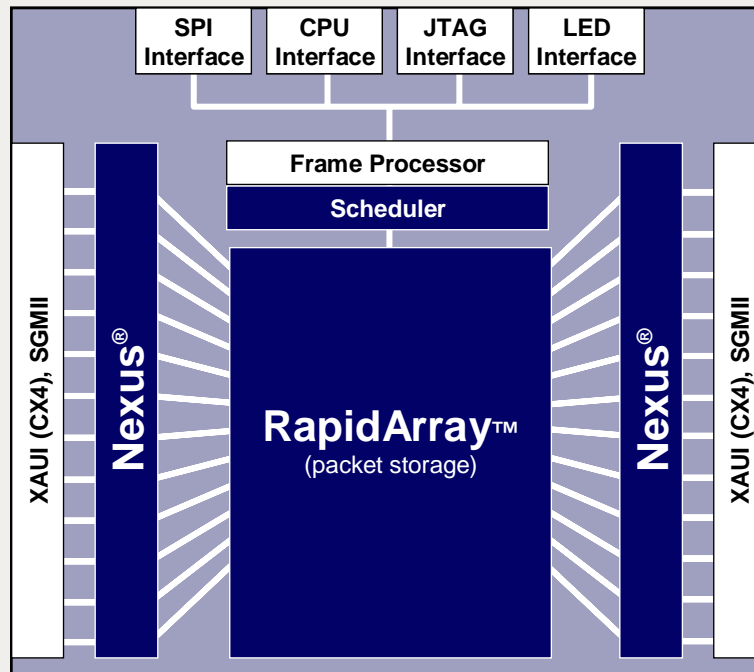 SPI
Interface
CPU
Interface
JTAG
Interface
LED
Interface
Frame Processor
Scheduler
XAUI (CX4), SGMII
Nexus®
RapidArray™
(packet storage)
Nexus®
XAUI (CX4), SGMII